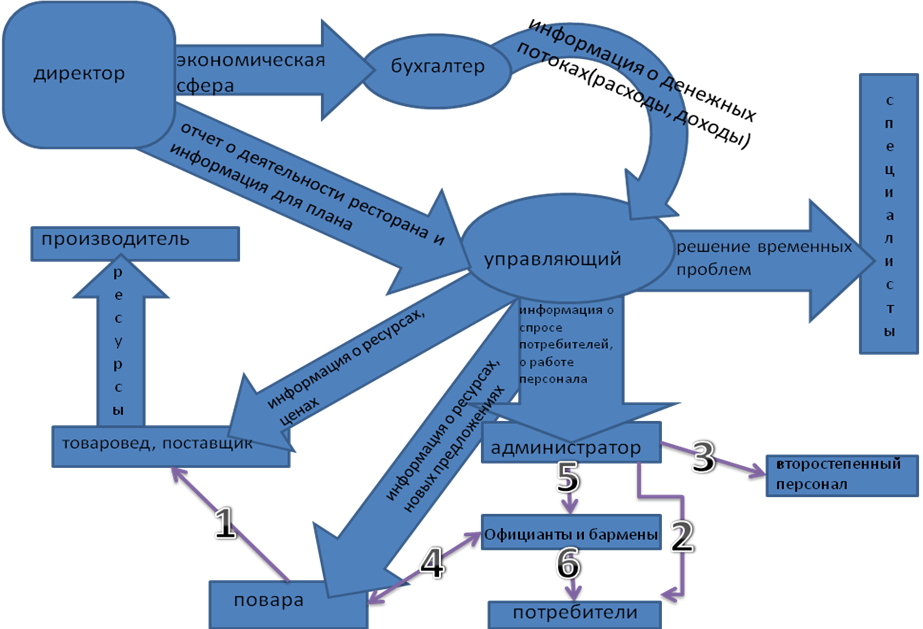 директор
экономическая
сфера
бухгалтер
информация о денежных
потоках(расходы, доходы)
отчет о деятельности ресторана и
информация для плана
специалисты
производитель
ресурсы
управляющий
решение временных
проблем
информация о ресурсах,
ценах
информация о ресурсах,
новых предложениях
информация о
спросе
потребителей,
о работе
персонала
товаровед, поставщик
администратор
3
второстепенный
персонал
5
1
Официанты и бармены
2
4
6
повара
потребители